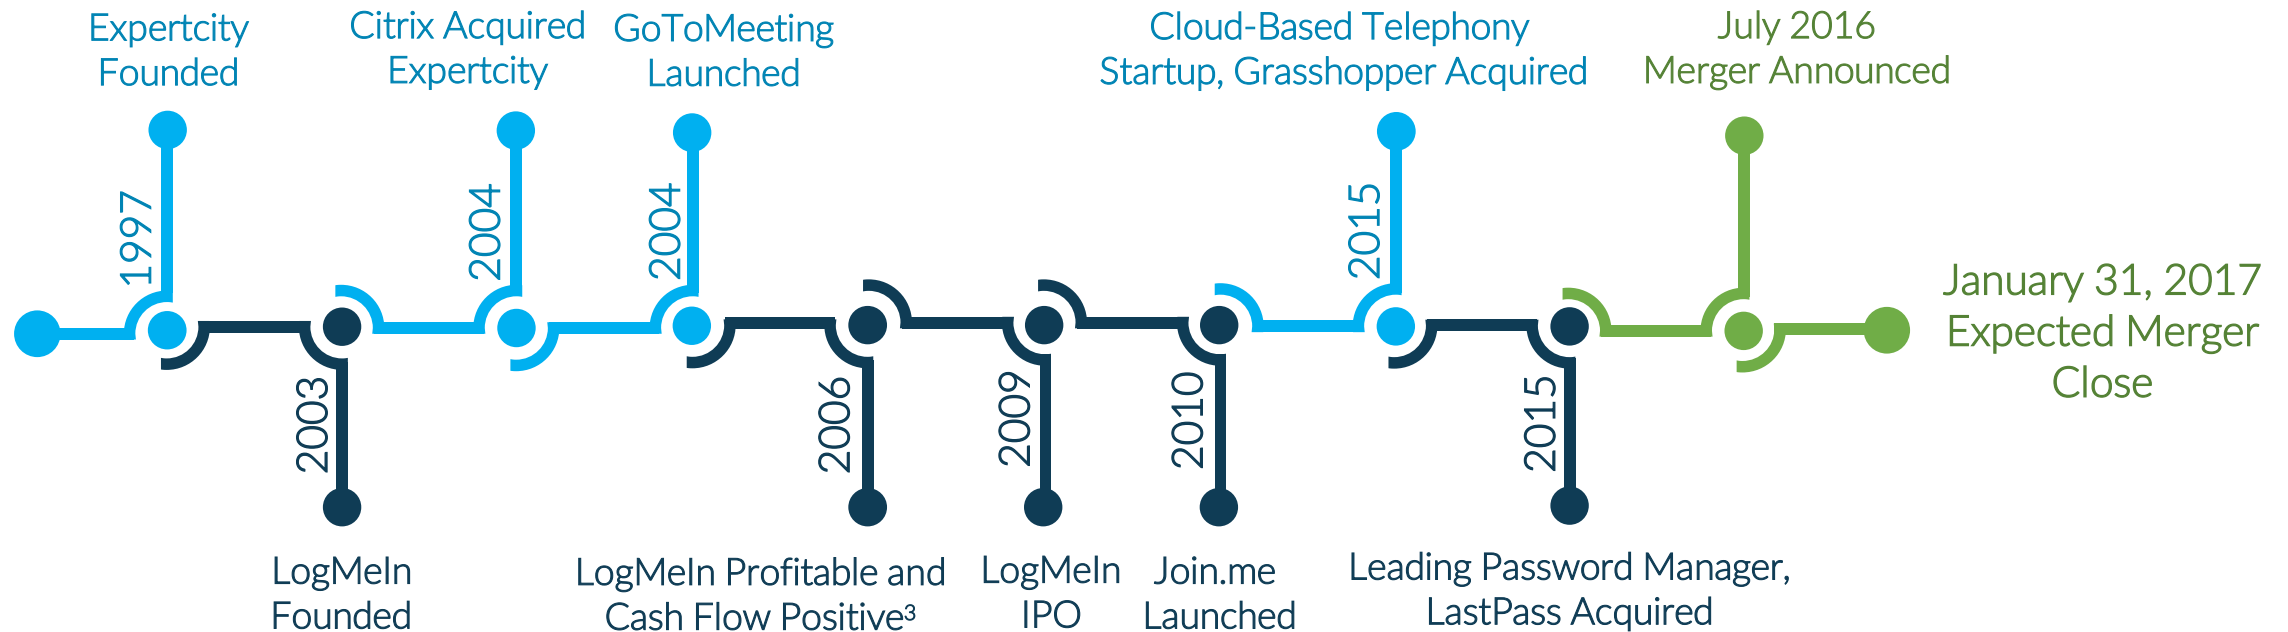 Expertcity
Founded
1997
LogMeIn
Founded
2003
Citrix Acquired
Expertcity
2004
GoToMeeting
Launched
2004
LogMeIn Profitable and
Cash Flow Positive³
2006
LogMeIn
IPO
2009
Join.me
Launched
2010
Cloud-Based Telephony
Startup, Grasshopper Acquired
2015
Leading Password Manager,
LastPass Acquired
2015
July 2016
Merger Announced
January 31, 2017
Expected Merger
Close